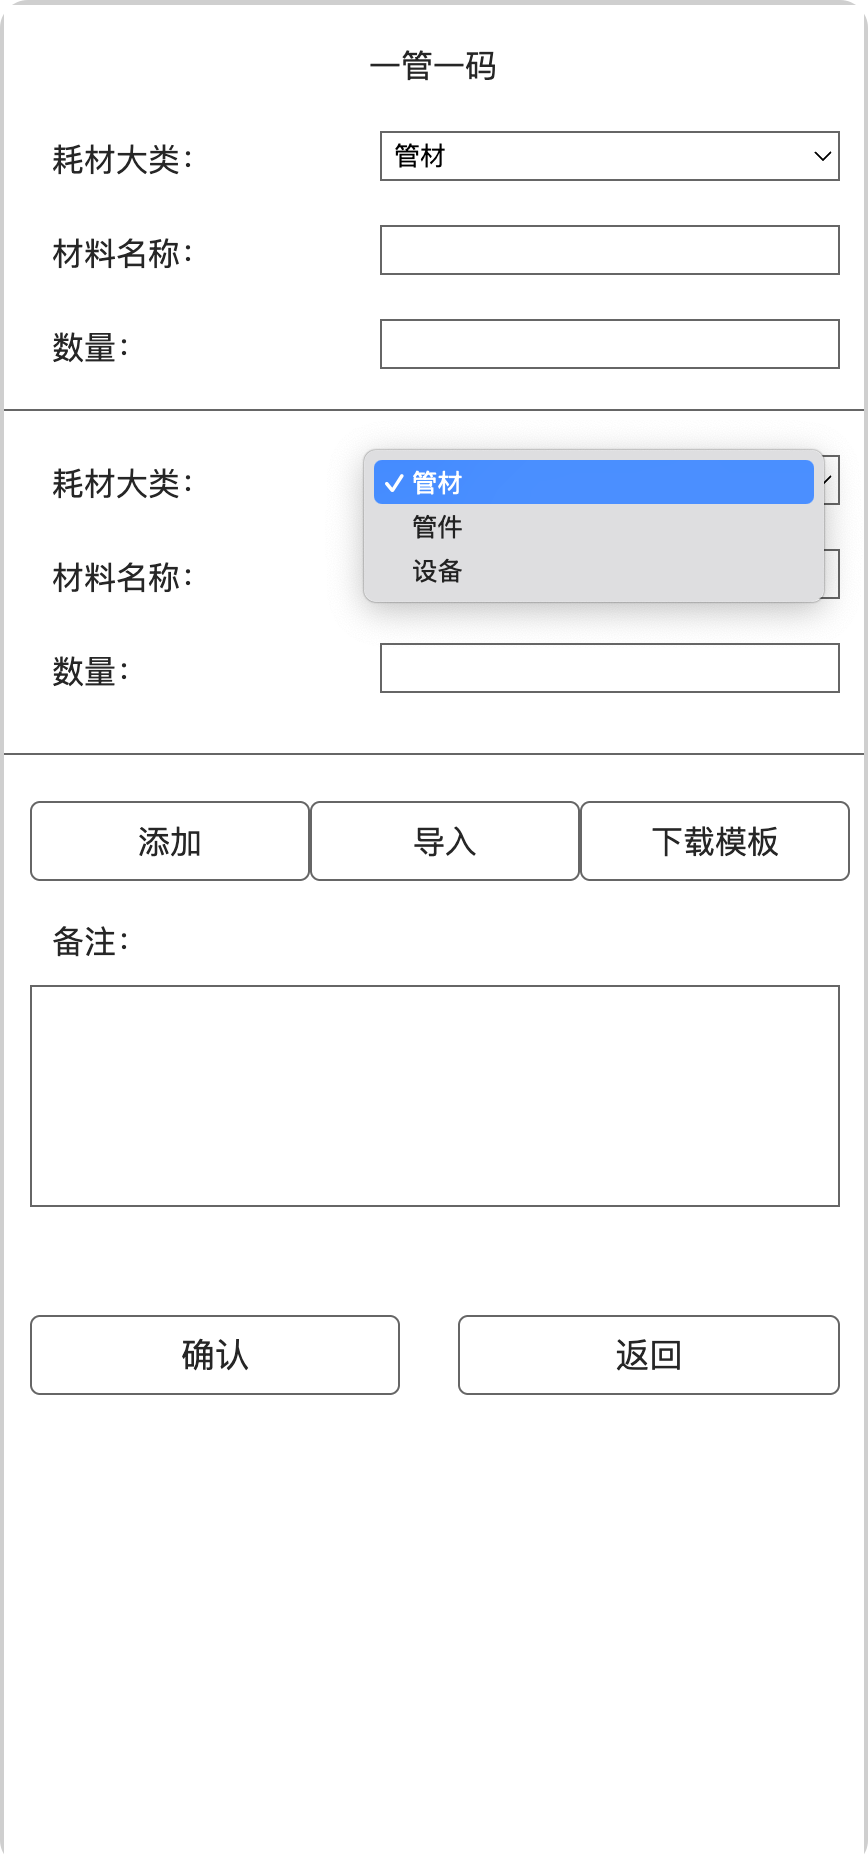 一管一码
耗材大类：
管材
材料名称：
数量：
耗材大类：
管材
管件
设备
材料名称：
数量：
添加
导入
下载模板
备注：
确认
返回